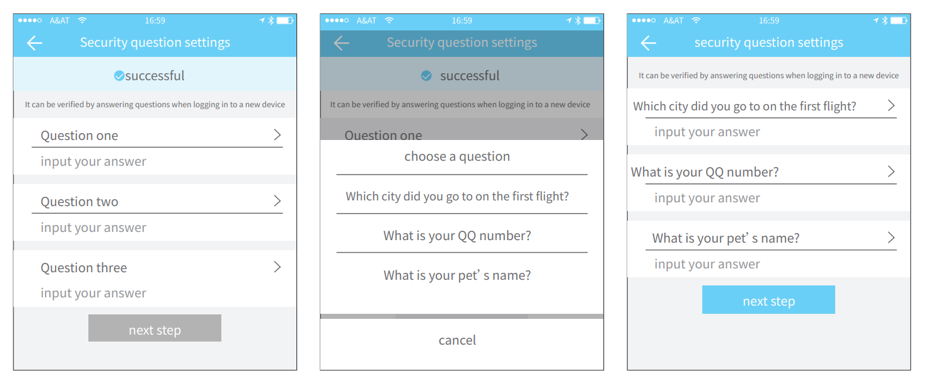 A&AT 16:59
Security question settings
successful
It can be verified by answering questions when logging in to a new device
Question one
input your answer
Question two
input your answer
Question three
input your answer
next step
A&AT 16:59
Security question settings
successful
It can be verified by answering questions when logging in to a new device
Question one
choose a question
Which city did you go to on the first flight?
What is your QQ number?
What is your pet’s name?
cancel
A&AT 16:59
security question settings
It can be verified by answering questions when logging in to a new device
Which city did you go to on the first flight?
input your answer
What is your QQ number?
input your answer
What is your pet’s name?
input your answer
next step